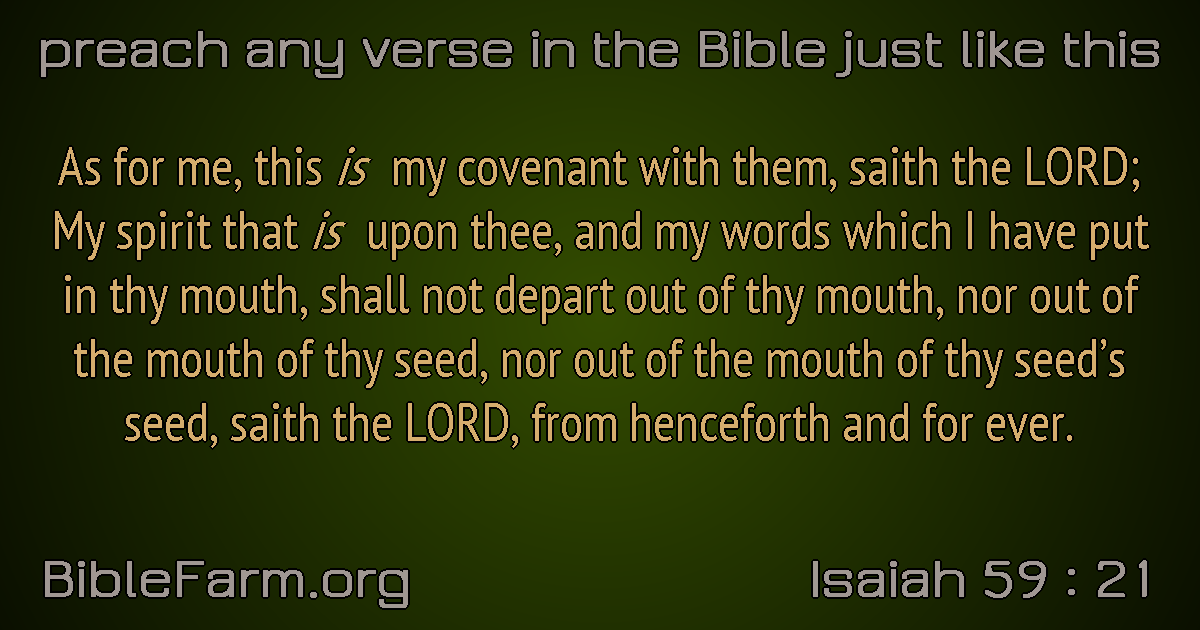 preach any verse in the Bible just like this
As for me, this is my covenant with them, saith the LORD;
My spirit that is upon thee, and my words which I have put
in thy mouth, shall not depart out of thy mouth, nor out of
the mouth of thy seed, nor out of the mouth of thy seed’s
seed, saith the LORD, from henceforth and for ever.
BibleFarm.org
Isaiah 59 : 21